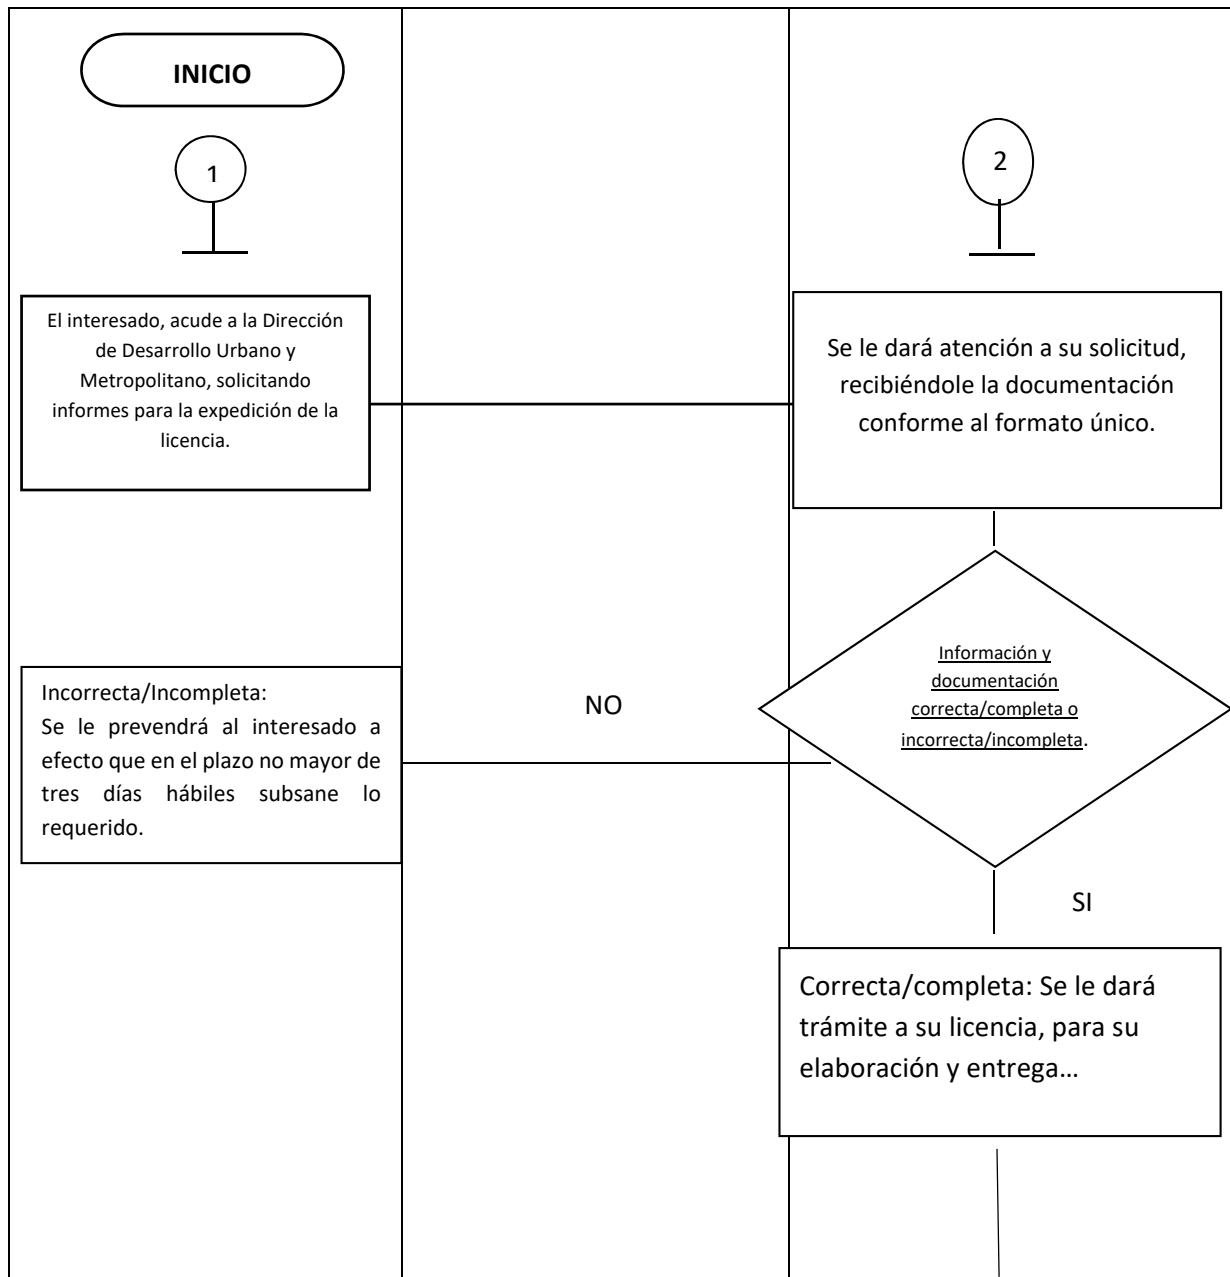 INICIO
1
2
El interesado, acude a la Dirección
de Desarrollo Urbano y
Metropolitano, solicitando
informes para la expedición de la
licencia.
Se le dará atención a su solicitud,
recibiéndole la documentación
conforme al formato único.
Información y
documentación
correcta/completa o
incorrecta/incompleta.
NO
Incorrecta/Incompleta:
Se le prevendrá al interesado a
efecto que en el plazo no mayor de
tres días hábiles subsane lo
requerido.
SI
Correcta/completa: Se le dará
trámite a su licencia, para su
elaboración y entrega…